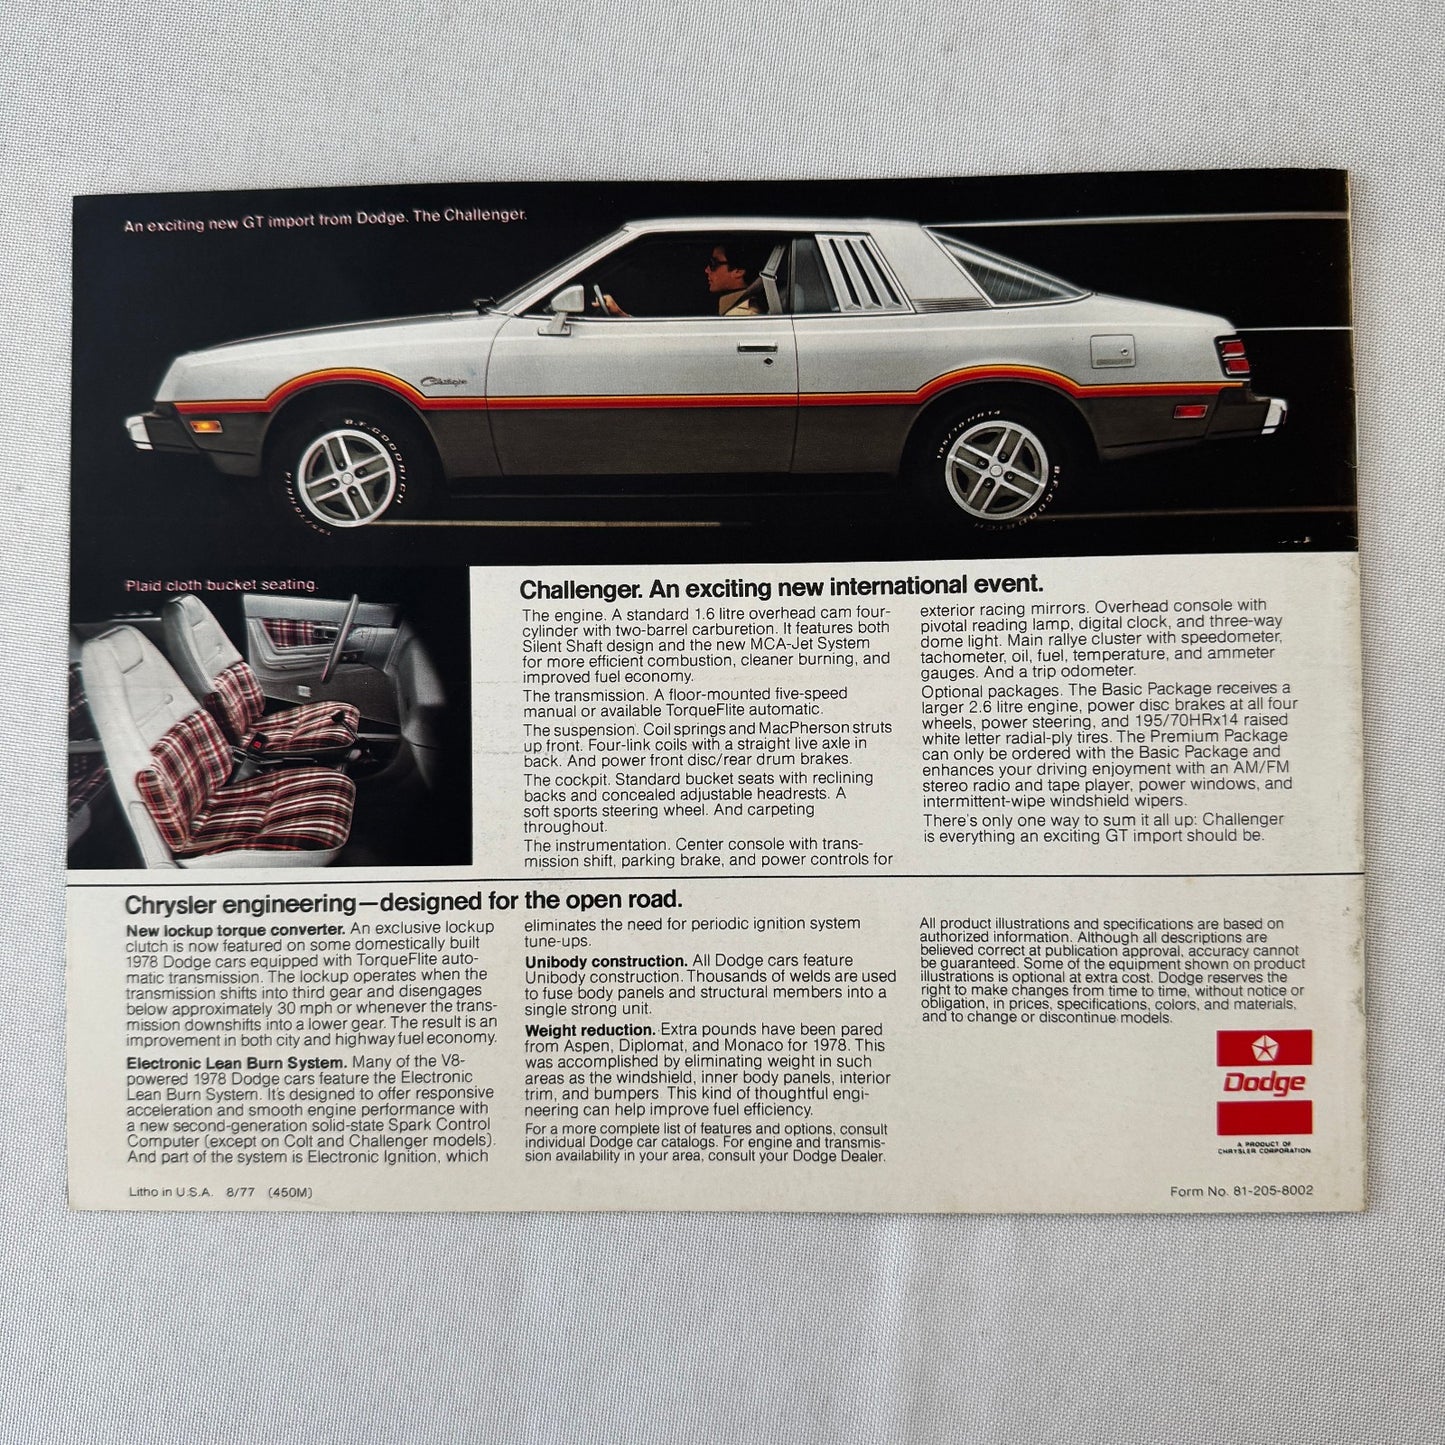 An exciting new GT import from Dodge. The Challenger.
Challenger
B.F. GOODRICH
195/70HR14
195/70 HR14
B.F. GOODRICH
Plaid cloth bucket seating.
Challenger. An exciting new international event.
The engine. A standard 1.6 litre overhead cam four-
cylinder with two-barrel carburetion. It features both
Silent Shaft design and the new MCA-Jet System
for more efficient combustion, cleaner burning, and
improved fuel economy.
The transmission. A floor-mounted five-speed
manual or available TorqueFlite automatic.
The suspension. Coil springs and MacPherson struts
up front. Four-link coils with a straight live axle in
back. And power front disc/rear drum brakes.
The cockpit. Standard bucket seats with reclining
backs and concealed adjustable headrests. A
soft sports steering wheel. And carpeting
throughout.
The instrumentation. Center console with trans-
mission shift, parking brake, and power controls for
exterior racing mirrors. Overhead console with
pivotal reading lamp, digital clock, and three-way
dome light. Main rallye cluster with speedometer,
tachometer, oil, fuel, temperature, and ammeter
gauges. And a trip odometer.
Optional packages. The Basic Package receives a
larger 2.6 litre engine, power disc brakes at all four
wheels, power steering, and 195/70HRx14 raised
white letter radial-ply tires. The Premium Package
can only be ordered with the Basic Package and
enhances your driving enjoyment with an AM/FM
stereo radio and tape player, power windows, and
intermittent-wipe windshield wipers.
There's only one way to sum it all up: Challenger
is everything an exciting GT import should be.
Chrysler engineering—designed for the open road.
New lockup torque converter. An exclusive lockup
clutch is now featured on some domestically built
1978 Dodge cars equipped with TorqueFlite auto-
matic transmission. The lockup operates when the
transmission shifts into third gear and disengages
below approximately 30 mph or whenever the trans-
mission downshifts into a lower gear. The result is an
improvement in both city and highway fuel economy.
Electronic Lean Burn System. Many of the V8-
powered 1978 Dodge cars feature the Electronic
Lean Burn System. It's designed to offer responsive
acceleration and smooth engine performance with
a new second-generation solid-state Spark Control
Computer (except on Colt and Challenger models).
And part of the system is Electronic Ignition, which
eliminates the need for periodic ignition system
tune-ups.
Unibody construction. All Dodge cars feature
Unibody construction. Thousands of welds are used
to fuse body panels and structural members into a
single strong unit.
Weight reduction. Extra pounds have been pared
from Aspen, Diplomat, and Monaco for 1978. This
was accomplished by eliminating weight in such
areas as the windshield, inner body panels, interior
trim, and bumpers. This kind of thoughtful engi-
neering can help improve fuel efficiency.
For a more complete list of features and options, consult
individual Dodge car catalogs. For engine and transmis-
sion availability in your area, consult your Dodge Dealer.
All product illustrations and specifications are based on
authorized information. Although all descriptions are
believed correct at publication approval, accuracy cannot
be guaranteed. Some of the equipment shown on product
illustrations is optional at extra cost. Dodge reserves the
right to make changes from time to time, without notice or
obligation, in prices, specifications, colors, and materials,
and to change or discontinue models.
Dodge
A PRODUCT OF
CHRYSLER CORPORATION
Litho in U.S.A. 8/77 (450M)
Form No. 81-205-8002